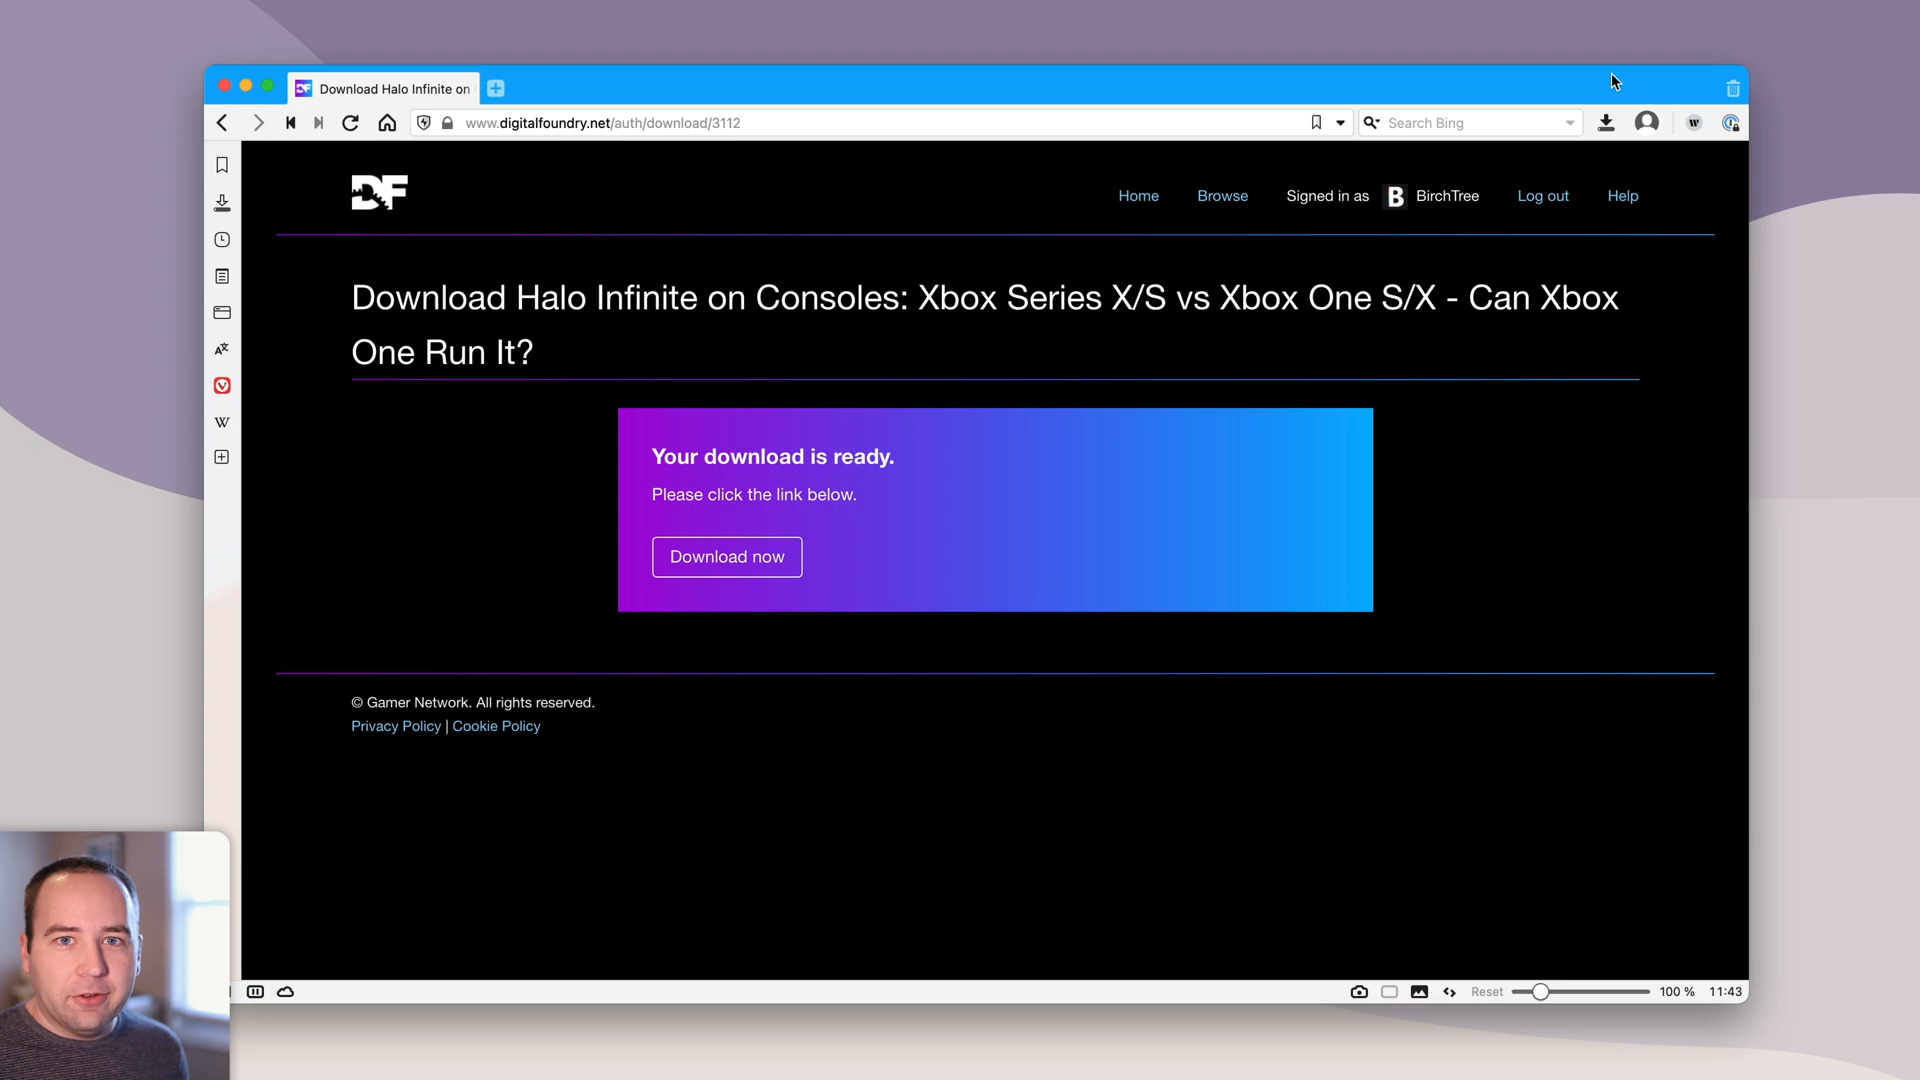 Download Halo Infinite on
www.digitalfoundry.net/auth/download/3112
Search Bing
DF
Home
Browse
Signed in as
B
BirchTree
Log out
Help
Download Halo Infinite on Consoles: Xbox Series X/S vs Xbox One S/X - Can Xbox
One Run It?
Your download is ready.
Please click the link below.
Download now
© Gamer Network. All rights reserved.
Privacy Policy | Cookie Policy
Reset
100 %
11:43